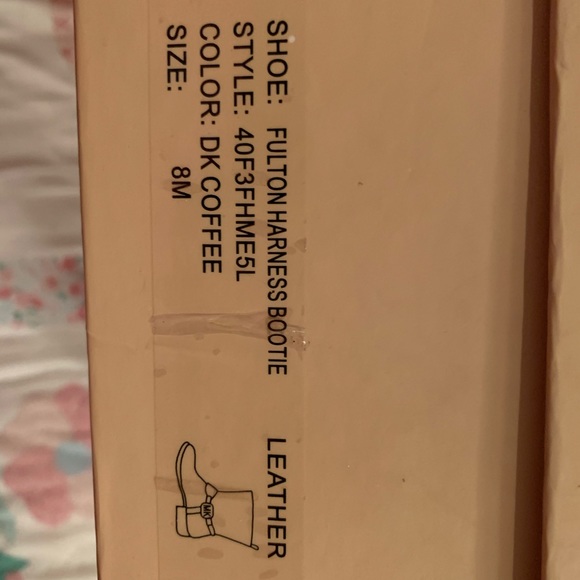 SHOE: FULTON HARNESS BOOTIE LEATHER
STYLE: 40F3FHME5L
COLOR: DK COFFEE
SIZE: 8M
MK